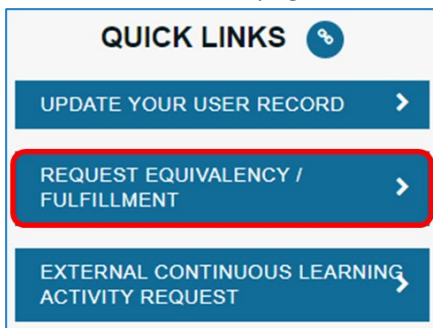 QUICK LINKS
UPDATE YOUR USER RECORD
REQUEST EQUIVALENCY /
FULFILLMENT
EXTERNAL CONTINUOUS LEARNING
ACTIVITY REQUEST